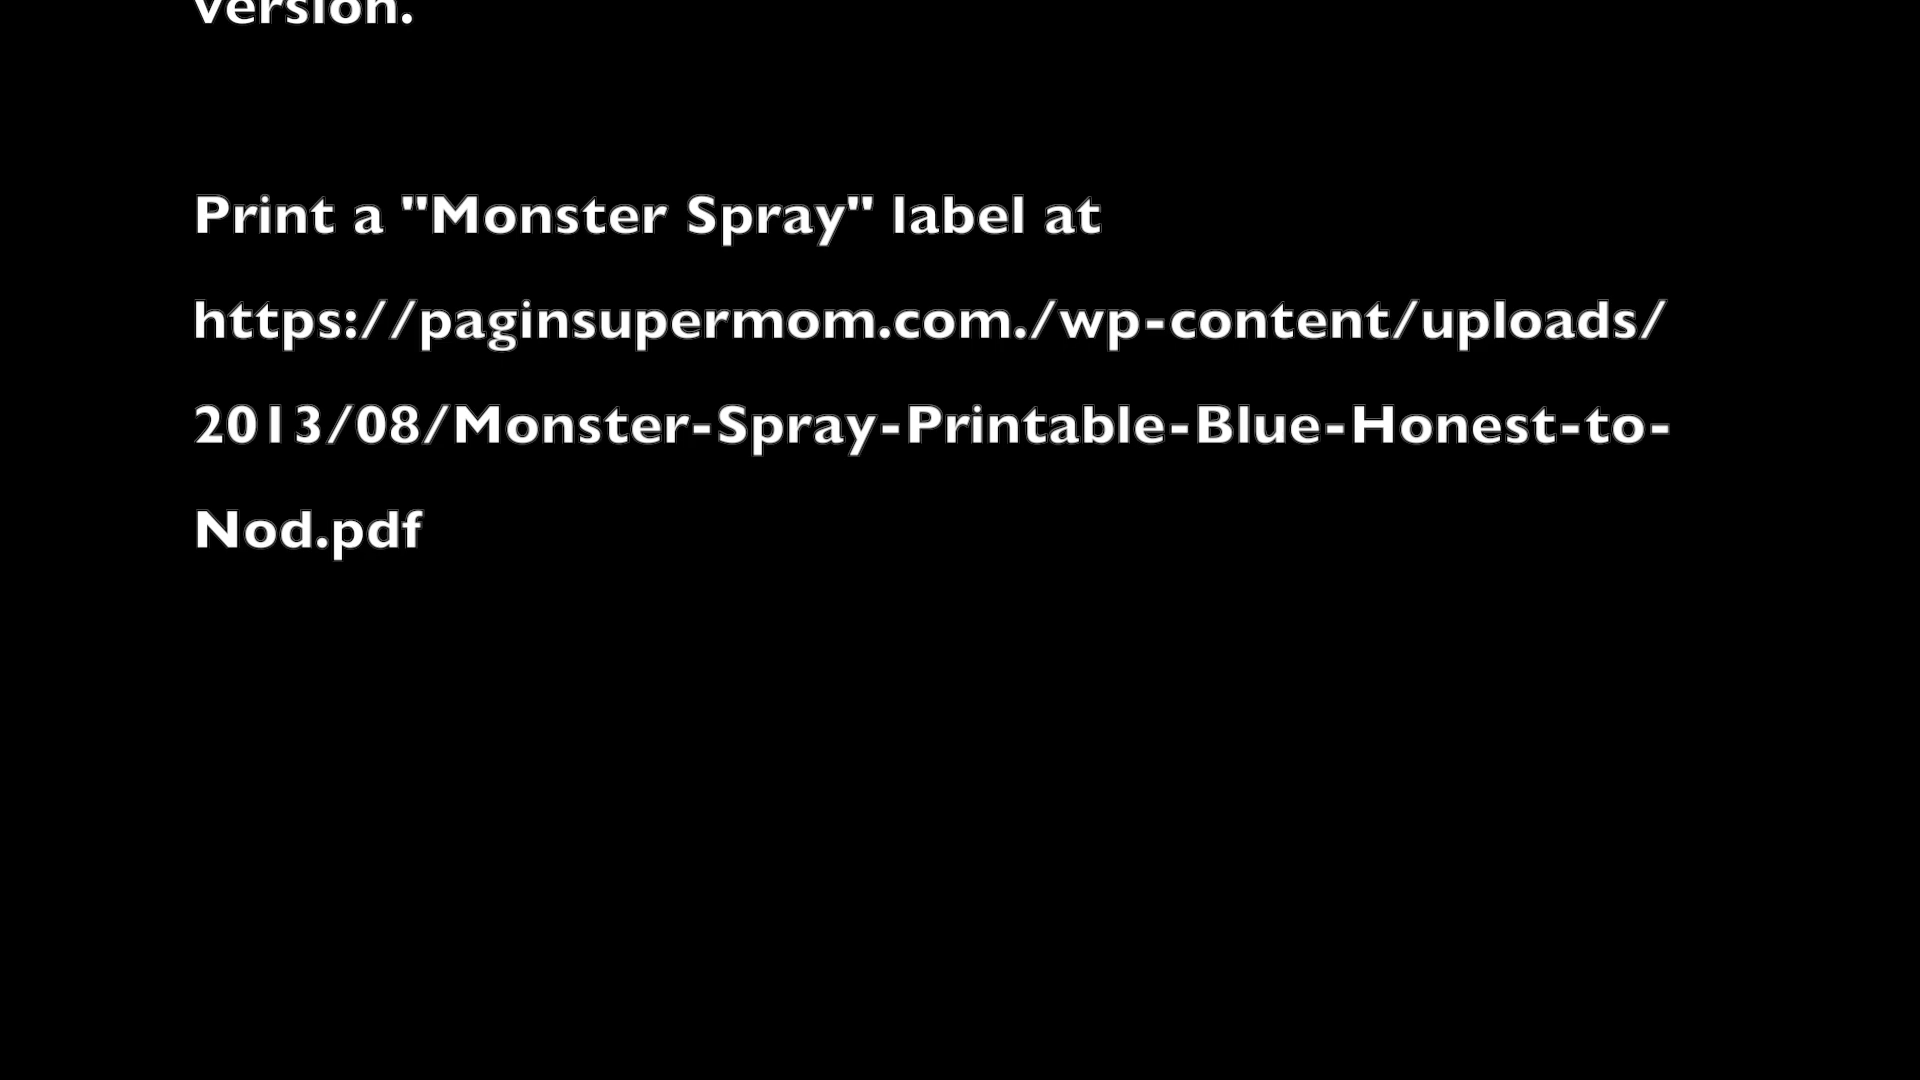 version.
Print a "Monster Spray" label at
https://paginsupermom.com./wp-content/uploads/
2013/08/Monster-Spray-Printable-Blue-Honest-to-
Nod.pdf